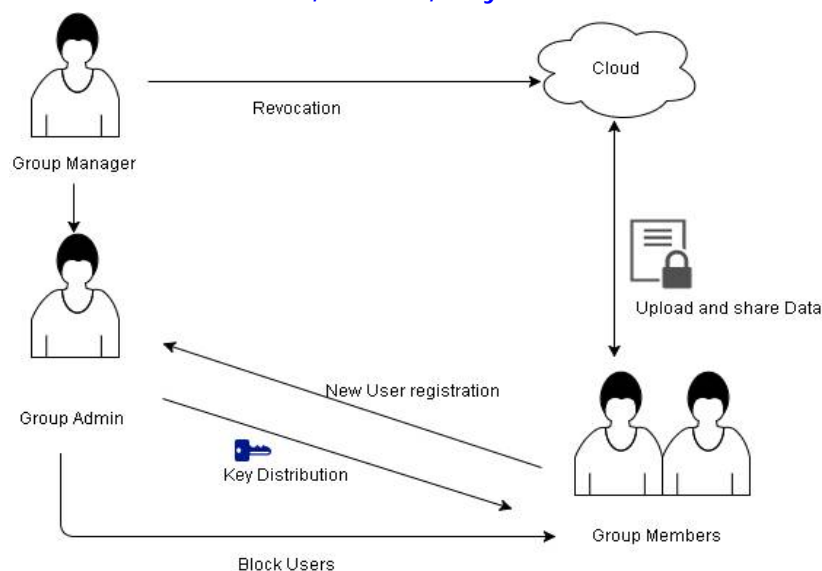 Cloud
Revocation
Group Manager
Upload and share Data
New User registration
Group Admin
Key Distribution
Group Members
Block Users